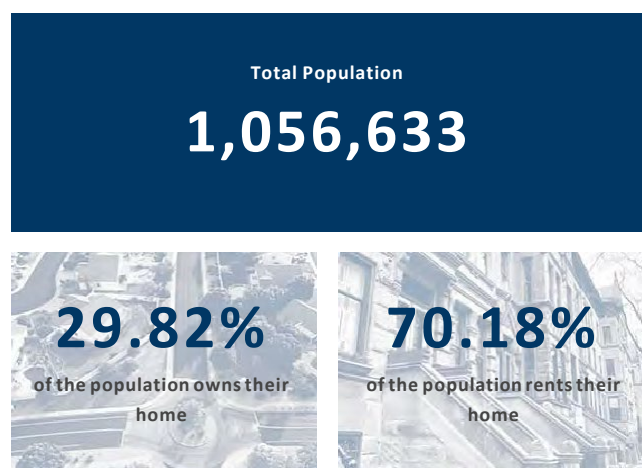 Total Population
1,056,633
29.82%
of the population owns their
home
70.18%
of the population rents their
home